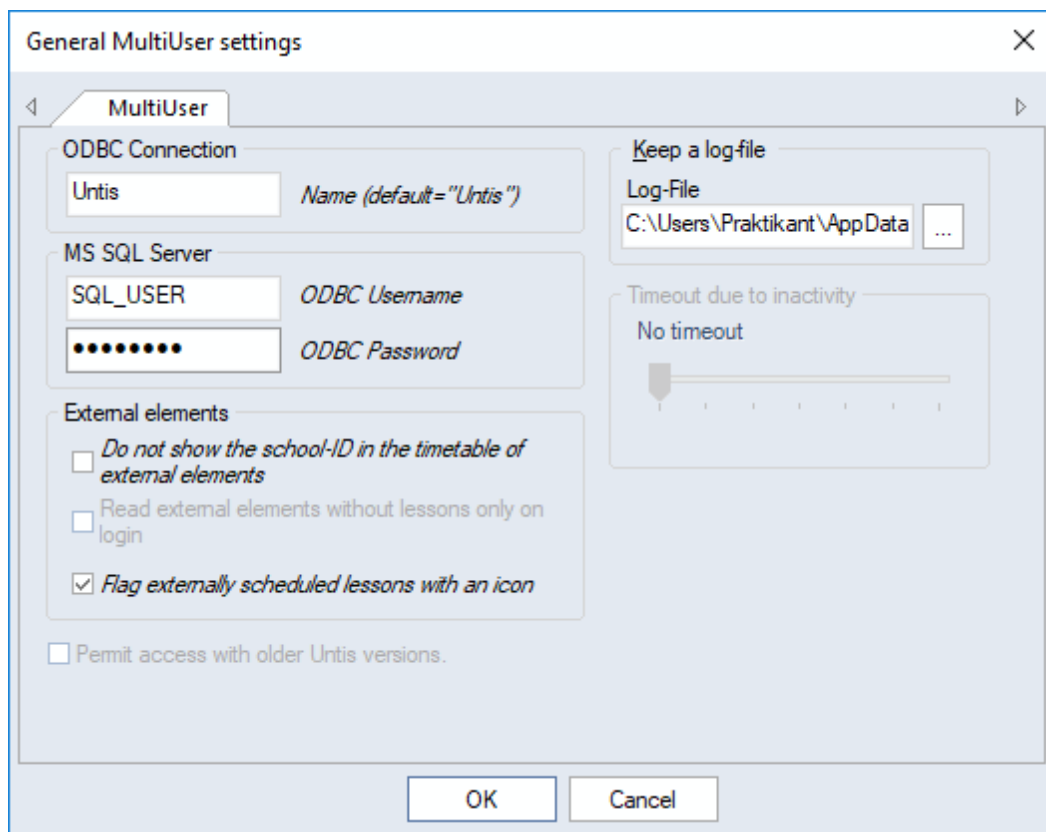 General MultiUser settings
MultiUser
ODBC Connection
Untis
Name (default="Untis")
MS SQL Server
SQL_USER
ODBC Username
••••••••
ODBC Password
External elements
Do not show the school-ID in the timetable of
external elements
Read external elements without lessons only on
login
Flag externally scheduled lessons with an icon
Permit access with older Untis versions.
Keep a log-file
Log-File
C:\Users\Praktikant\AppData
...
Timeout due to inactivity
No timeout
OK
Cancel